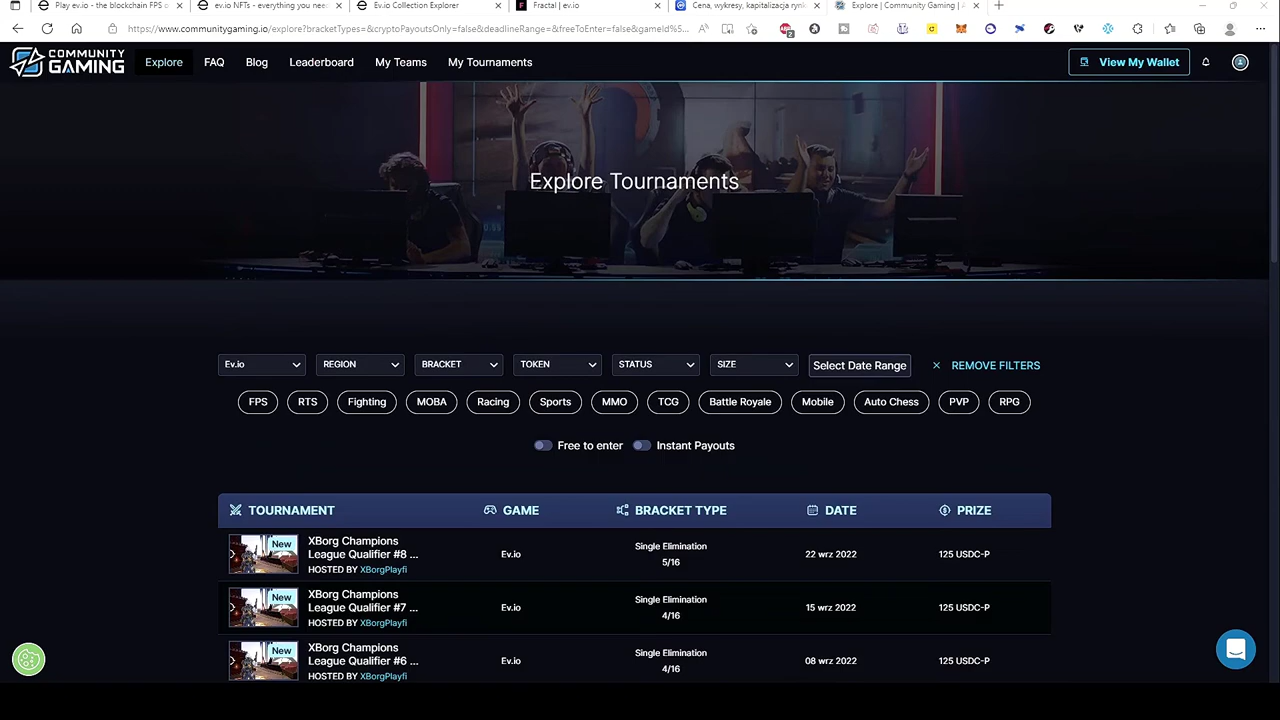 Play ev.io - the blockchain FPS o
ev.io NFTs - everything you need
Ev.io Collection Explorer
Fractal | ev.io
Cena, wykresy, kapitalizacja rynk
Explore | Community Gaming | A
https://www.communitygaming.io/explore?bracketTypes=&cryptoPayoutsOnly=false&deadlineRange=&freeToEnter=false&gameId%5...
COMMUNITY
GAMING
Explore
FAQ
Blog
Leaderboard
My Teams
My Tournaments
View My Wallet
Explore Tournaments
Ev.io
REGION
BRACKET
TOKEN
STATUS
SIZE
Select Date Range
× REMOVE FILTERS
FPS
RTS
Fighting
MOBA
Racing
Sports
MMO
TCG
Battle Royale
Mobile
Auto Chess
PVP
RPG
Free to enter
Instant Payouts
TOURNAMENT
GAME
BRACKET TYPE
DATE
PRIZE
New
XBorg Champions
League Qualifier #8 ...
HOSTED BY XBorgPlayfi
Ev.io
Single Elimination
5/16
22 wrz 2022
125 USDC-P
New
XBorg Champions
League Qualifier #7 ...
HOSTED BY XBorgPlayfi
Ev.io
Single Elimination
4/16
15 wrz 2022
125 USDC-P
New
XBorg Champions
League Qualifier #6 ...
HOSTED BY XBorgPlayfi
Ev.io
Single Elimination
4/16
08 wrz 2022
125 USDC-P